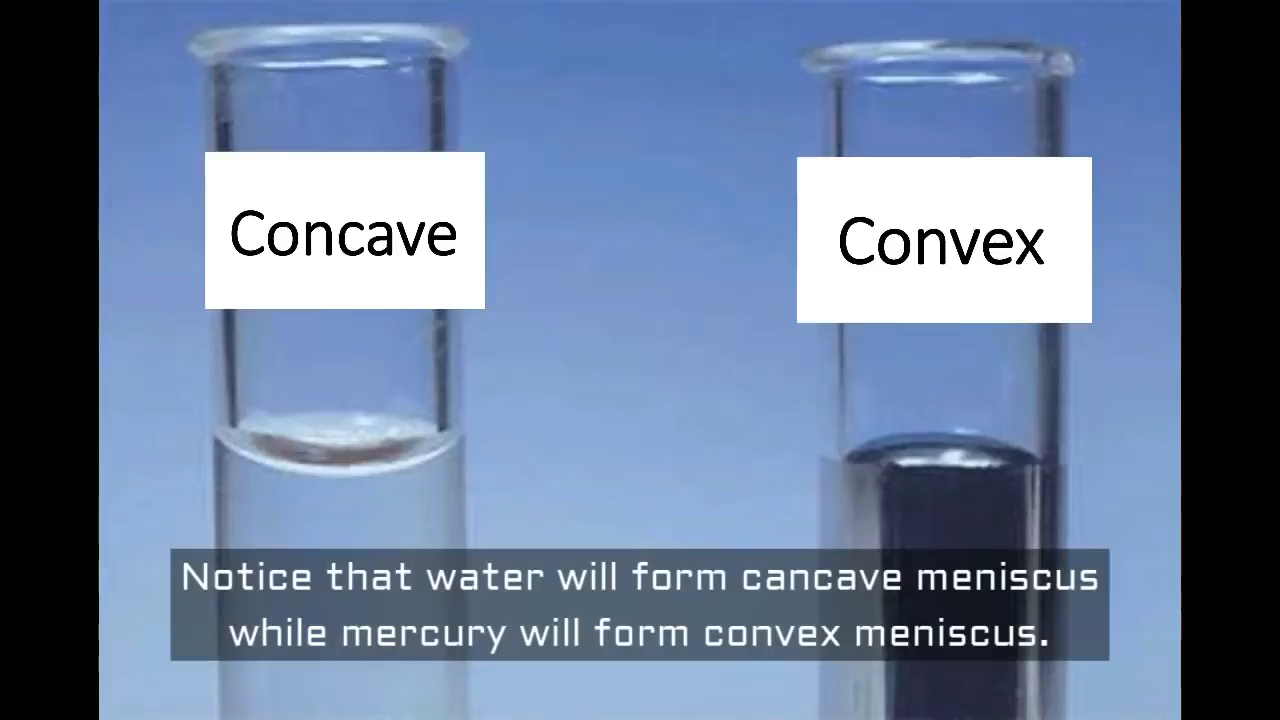 Concave
Convex
Notice that water will form cancave meniscus
while mercury will form convex meniscus.